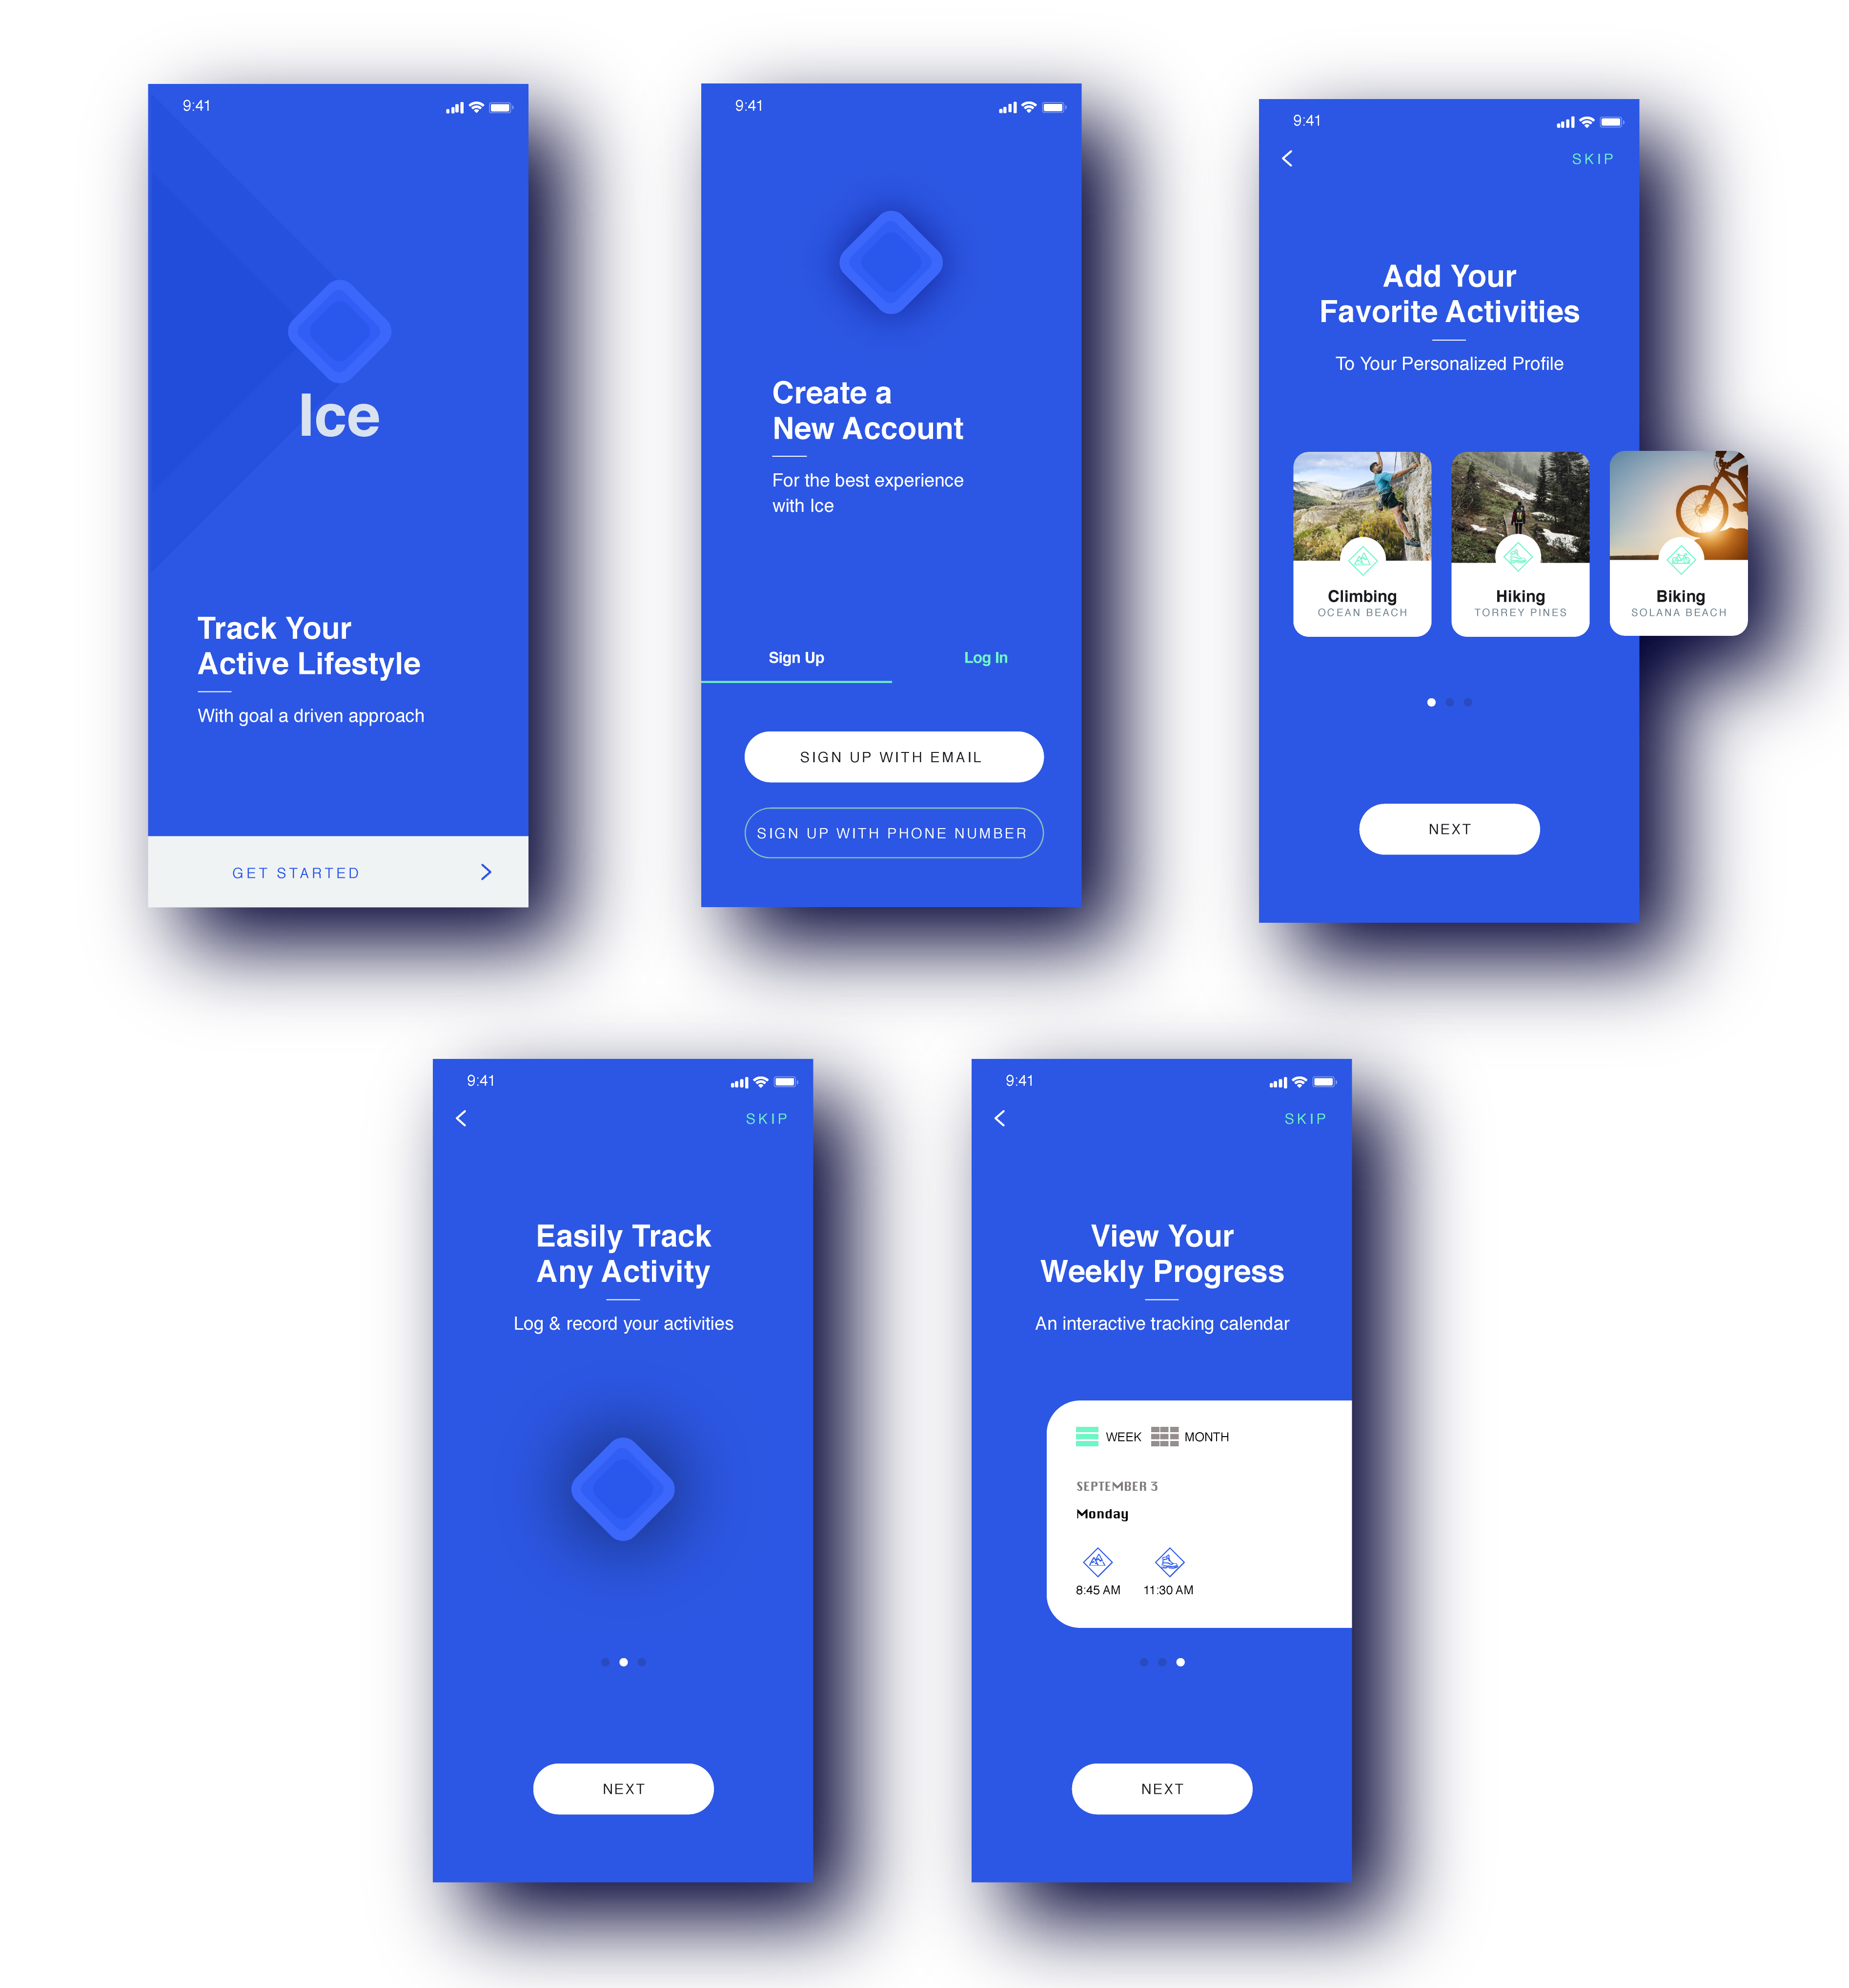 9:41
Ice
Track Your
Active Lifestyle
With goal a driven approach
GET STARTED
9:41
Create a
New Account
For the best experience
with Ice
Sign Up
Log In
SIGN UP WITH EMAIL
SIGN UP WITH PHONE NUMBER
9:41
SKIP
Add Your
Favorite Activities
To Your Personalized Profile
Climbing
OCEAN BEACH
Hiking
TORREY PINES
Biking
SOLANA BEACH
NEXT
9:41
SKIP
Easily Track
Any Activity
Log & record your activities
NEXT
9:41
SKIP
View Your
Weekly Progress
An interactive tracking calendar
WEEK
MONTH
SEPTEMBER 3
Monday
8:45 AM
11:30 AM
NEXT